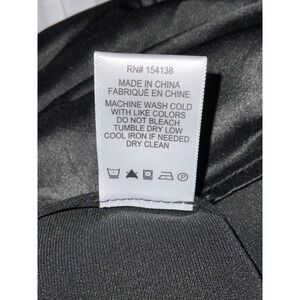 RN# 154138
MADE IN CHINA
FABRIQUÉ EN CHINE
MACHINE WASH COLD
WITH LIKE COLORS
DO NOT BLEACH
TUMBLE DRY LOW
COOL IRON IF NEEDED
DRY CLEAN
P